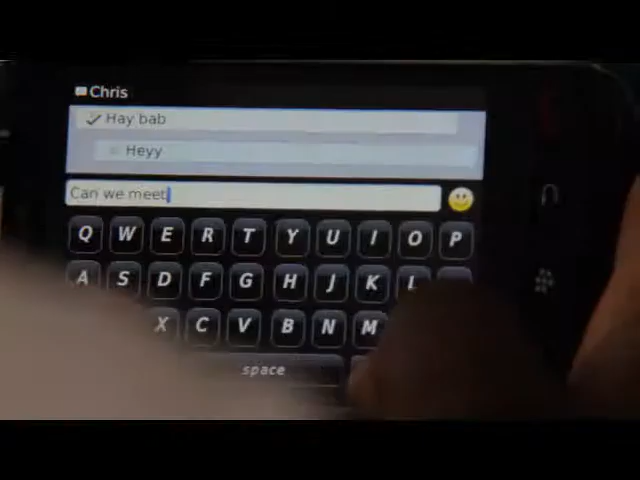 Chris
Hay bab
Heyy
Can we meet
Q W E R T Y U I O P
A S D F G H J K L
X C V B N M
space